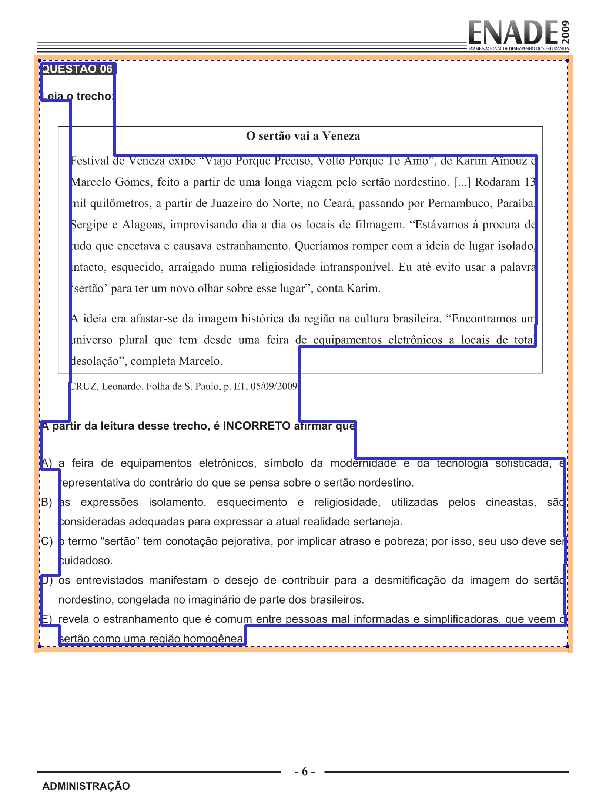 ENADE 2009
EXAME NACIONAL DE DESEMPENHO DOS ESTUDANTES
QUESTÃO 06
Leia o trecho:
O sertão vai a Veneza
Festival de Veneza exibe “Viajo Porque Preciso, Volto Porque Te Amo”, de Karim Aïnouz e
Marcelo Gomes, feito a partir de uma longa viagem pelo sertão nordestino. [...] Rodaram 13
mil quilômetros, a partir de Juazeiro do Norte, no Ceará, passando por Pernambuco, Paraíba,
Sergipe e Alagoas, improvisando dia a dia os locais de filmagem. “Estávamos à procura de
tudo que encetava e causava estranhamento. Queríamos romper com a ideia de lugar isolado,
intacto, esquecido, arraigado numa religiosidade intransponível. Eu até evito usar a palavra
‘sertão’ para ter um novo olhar sobre esse lugar”, conta Karim.
A ideia era afastar-se da imagem histórica da região na cultura brasileira. “Encontramos um
universo plural que tem desde uma feira de equipamentos eletrônicos a locais de total
desolação”, completa Marcelo.
CRUZ, Leonardo. Folha de S. Paulo, p. E1, 05/09/2009
A partir da leitura desse trecho, é INCORRETO afirmar que
A) a feira de equipamentos eletrônicos, símbolo da modernidade e da tecnologia sofisticada, é
representativa do contrário do que se pensa sobre o sertão nordestino.
B) as expressões isolamento, esquecimento e religiosidade, utilizadas pelos cineastas, são
consideradas adequadas para expressar a atual realidade sertaneja.
C) o termo “sertão” tem conotação pejorativa, por implicar atraso e pobreza; por isso, seu uso deve ser
cuidadoso.
D) os entrevistados manifestam o desejo de contribuir para a desmitificação da imagem do sertão
nordestino, congelada no imaginário de parte dos brasileiros.
E) revela o estranhamento que é comum entre pessoas mal informadas e simplificadoras, que veem o
sertão como uma região homogênea
- 6 -
ADMINISTRAÇÃO